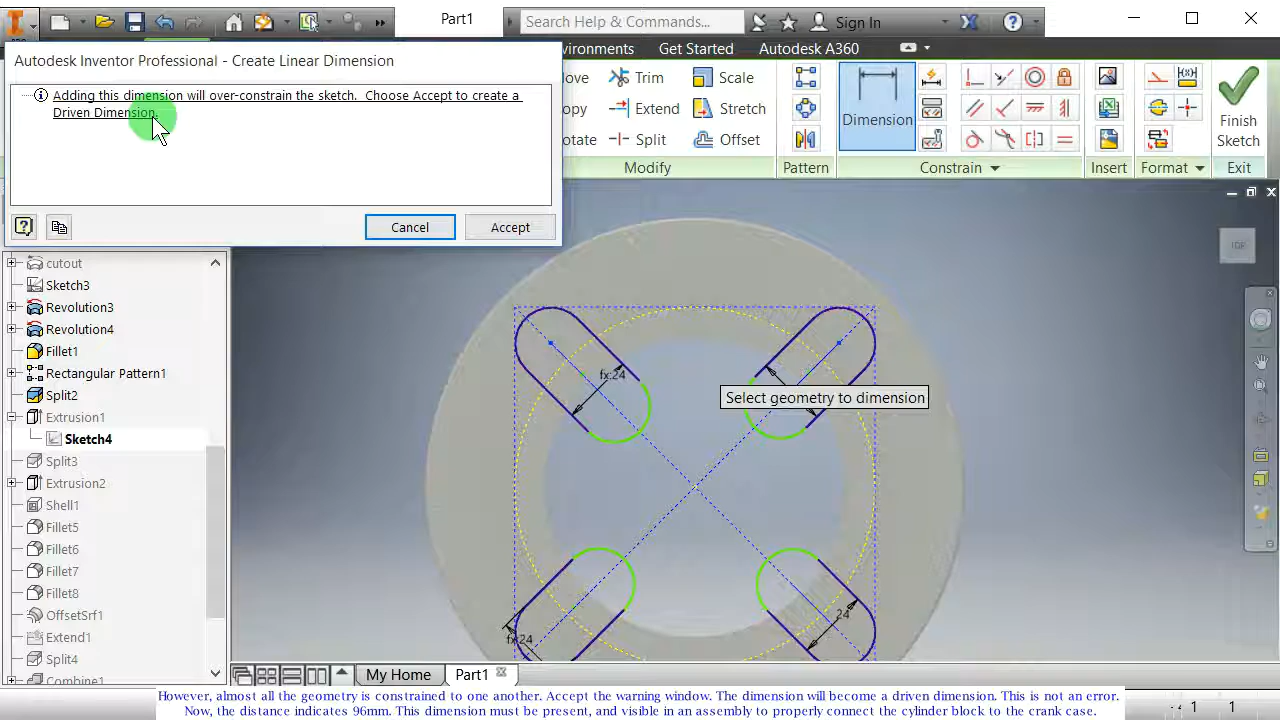 Part1
Search Help & Commands...
Sign In
Autodesk Inventor Professional - Create Linear Dimension
Adding this dimension will over-constrain the sketch. Choose Accept to create a
Driven Dimension.
Cancel
Accept
vironments
Get Started
Autodesk A360
ove
Trim
Scale
opy
Extend
Stretch
otate
Split
Offset
Modify
Pattern
Dimension
Constrain
Insert
Format
Finish
Sketch
Exit
cutout
Sketch3
Revolution3
Revolution4
Fillet1
Rectangular Pattern1
Split2
Extrusion1
Sketch4
Split3
Extrusion2
Shell1
Fillet5
Fillet6
Fillet7
Fillet8
OffsetSrf1
Extend1
Split4
Combine1
TOP
fx:24
Select geometry to dimension
fx:24
24
My Home
Part1
However, almost all the geometry is constrained to one another. Accept the warning window. The dimension will become a driven dimension. This is not an error.
Now, the distance indicates 96mm. This dimension must be present, and visible in an assembly to properly connect the cylinder block to the crank case.
1
1